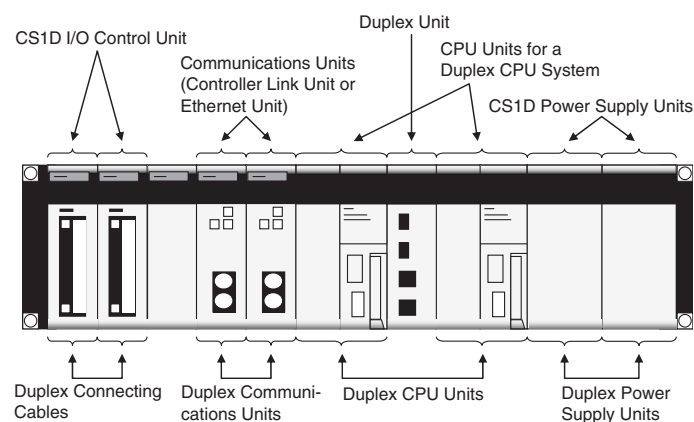 Duplex Unit
CS1D I/O Control Unit
CPU Units for a
Duplex CPU System
Communications Units
(Controller Link Unit or
Ethernet Unit)
CS1D Power Supply Units
Duplex Connecting
Cables
Duplex Communi-
cations Units
Duplex CPU Units
Duplex Power
Supply Units